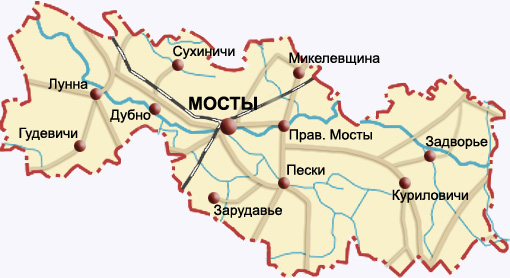 Сухиничи
Микелевщина
Лунна
МОСТЫ
Дубно
Гудевичи
Прав. Мосты
Задворье
Пески
Куриловичи
Зарудавье